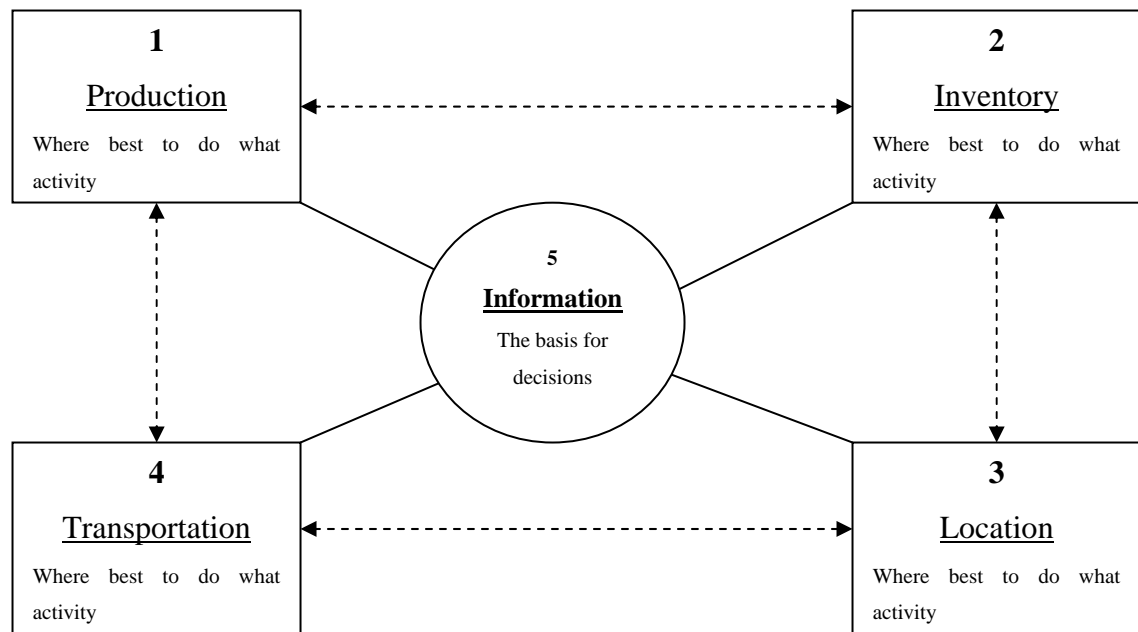 1
Production
Where best to do what
activity
2
Inventory
Where best to do what
activity
5
Information
The basis for
decisions
4
Transportation
Where best to do what
activity
3
Location
Where best to do what
activity